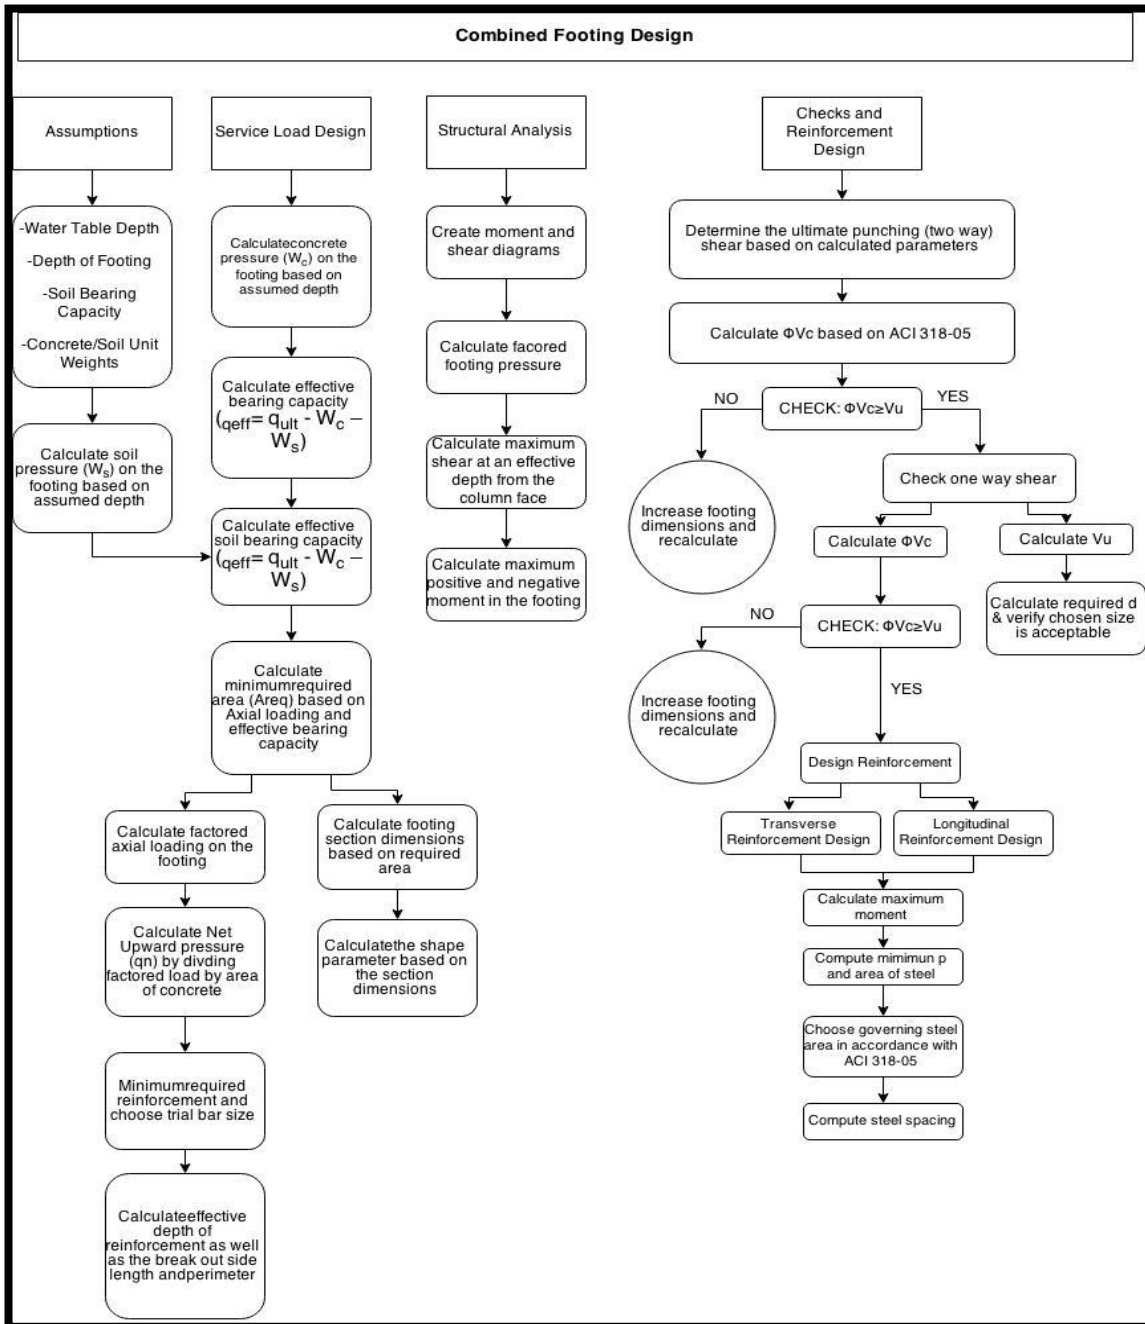 Combined Footing Design
Assumptions
-Water Table Depth
-Depth of Footing
-Soil Bearing
Capacity
-Concrete/Soil Unit
Weights
Calculate soil
pressure (Ws) on the
footing based on
assumed depth
Service Load Design
Calculateconcrete
pressure (Wc) on the
footing based on
assumed depth
Calculate effective
bearing capacity
(qeff= qult - Wc –
Ws)
Calculate effective
soil bearing capacity
(qeff= qult - Wc –
Ws)
Calculate
minimumrequired
area (Areq) based on
Axial loading and
effective bearing
capacity
Calculate factored
axial loading on the
footing
Calculate Net
Upward pressure
(qn) by divding
factored load by area
of concrete
Minimumrequired
reinforcement and
choose trial bar size
Calculateeffective
depth of
reinforcement as well
as the break out side
length andperimeter
Calculate footing
section dimensions
based on required
area
Calculatethe shape
parameter based on
the section
dimensions
Structural Analysis
Create moment and
shear diagrams
Calculate facored
footing pressure
Calculate maximum
shear at an effective
depth from the
column face
Calculate maximum
positive and negative
moment in the footing
Checks and
Reinforcement
Design
Determine the ultimate punching (two way)
shear based on calculated parameters
Calculate ΦVc based on ACI 318-05
CHECK: ΦVc≥Vu
NO
YES
Increase footing
dimensions and
recalculate
Check one way shear
Calculate ΦVc
Calculate Vu
Calculate required d
& verify chosen size
is acceptable
CHECK: ΦVc≥Vu
NO
YES
Increase footing
dimensions and
recalculate
Design Reinforcement
Transverse
Reinforcement Design
Longitudinal
Reinforcement Design
Calculate maximum
moment
Compute mimimun p
and area of steel
Choose governing steel
area in accordance with
ACI 318-05
Compute steel spacing